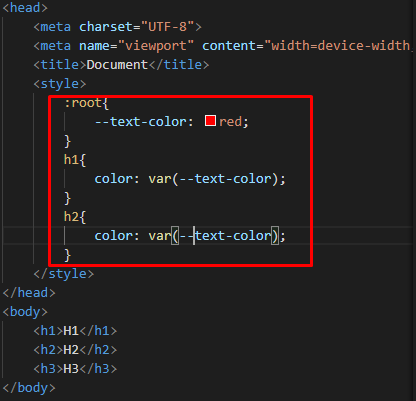 <head>
<meta charset="UTF-8">
<meta name="viewport" content="width=device-width,
<title>Document</title>
<style>
:root{
--text-color: red;
}
h1{
color: var(--text-color);
}
h2{
color: var(--text-color);
}
</style>
</head>
<body>
<h1>H1</h1>
<h2>H2</h2>
<h3>H3</h3>
</body>